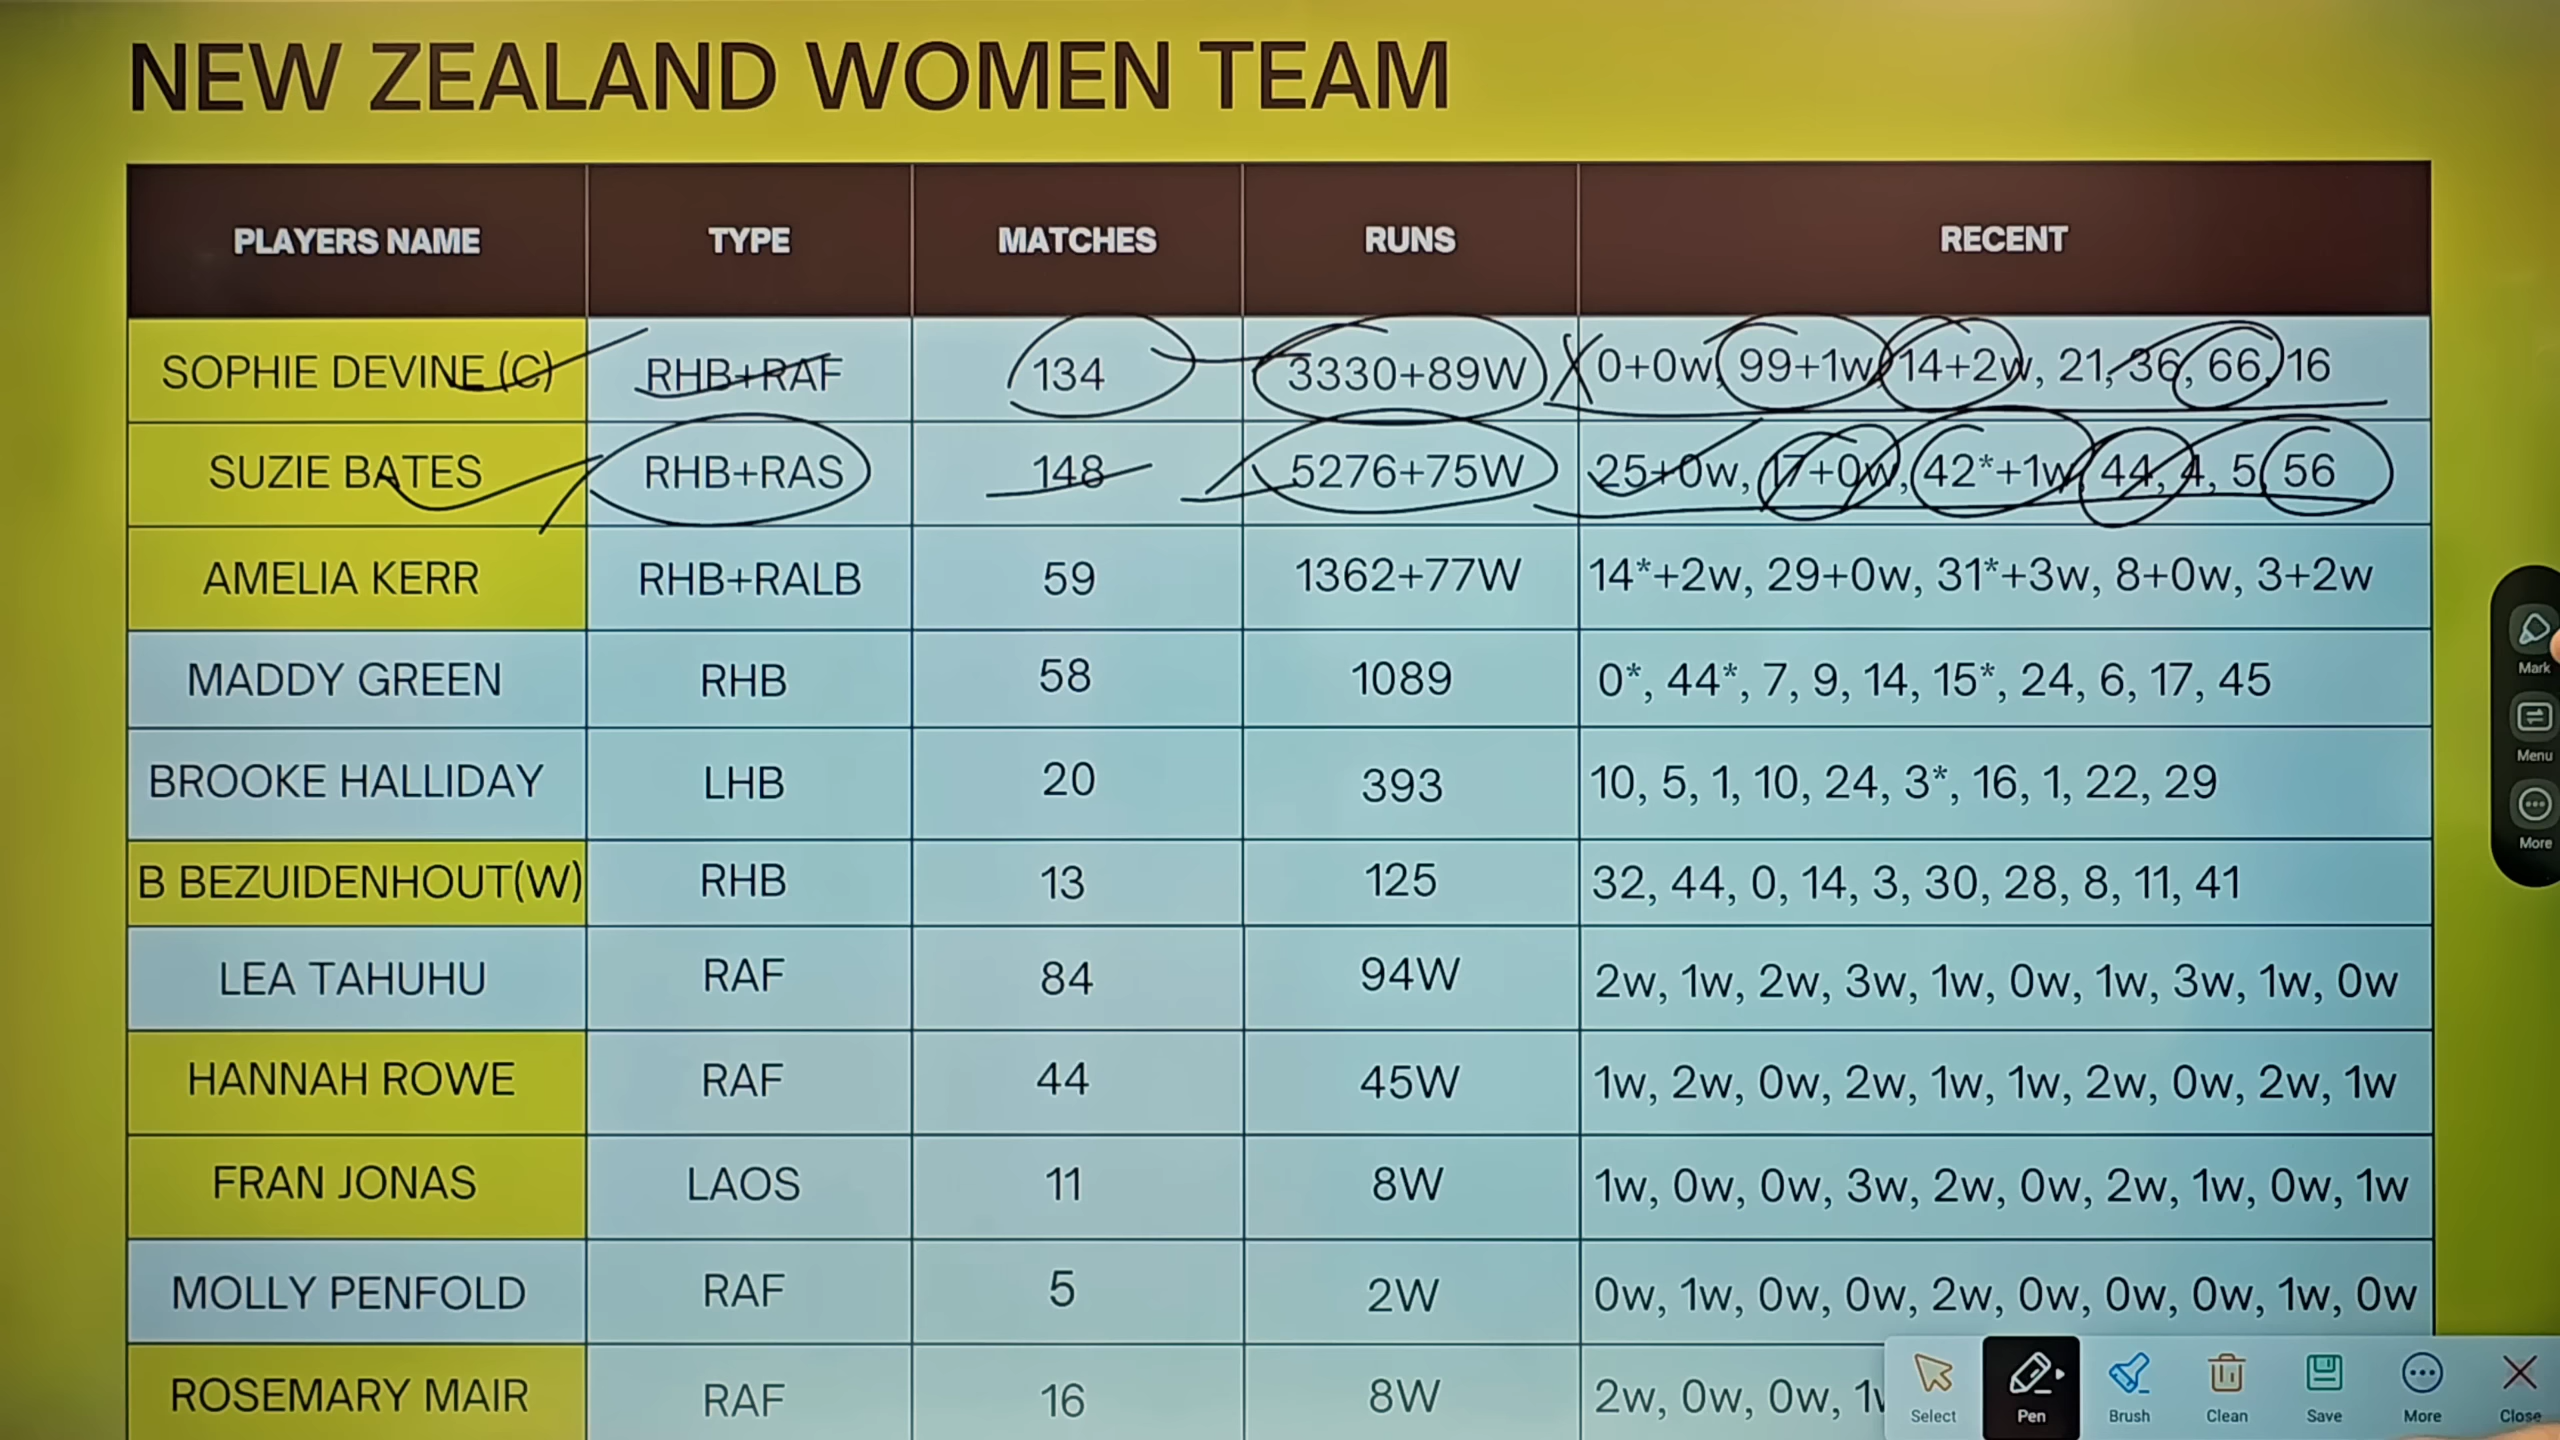 NEW ZEALAND WOMEN TEAM
PLAYERS NAME TYPE MATCHES RUNS RECENT
SOPHIE DEVINE (C) RHB+RAF 134 3330+89W 0+0w, 99+1w, 14+2w, 21, 36, 66, 16
SUZIE BATES RHB+RAS 148 5276+75W 25+0w, 17+0w, 42*+1w, 44, 4, 5, 56
AMELIA KERR RHB+RALB 59 1362+77W 14*+2w, 29+0w, 31*+3w, 8+0w, 3+2w
MADDY GREEN RHB 58 1089 0*, 44*, 7, 9, 14, 15*, 24, 6, 17, 45
BROOKE HALLIDAY LHB 20 393 10, 5, 1, 10, 24, 3*, 16, 1, 22, 29
B BEZUIDENHOUT(W) RHB 13 125 32, 44, 0, 14, 3, 30, 28, 8, 11, 41
LEA TAHUHU RAF 84 94W 2w, 1w, 2w, 3w, 1w, 0w, 1w, 3w, 1w, 0w
HANNAH ROWE RAF 44 45W 1w, 2w, 0w, 2w, 1w, 1w, 2w, 0w, 2w, 1w
FRAN JONAS LAOS 11 8W 1w, 0w, 0w, 3w, 2w, 0w, 2w, 1w, 0w, 1w
MOLLY PENFOLD RAF 5 2W 0w, 1w, 0w, 0w, 2w, 0w, 0w, 0w, 1w, 0w
ROSEMARY MAIR RAF 16 8W 2w, 0w, 0w,
Mark
Menu
More
Select Pen Brush Clean Save More Close